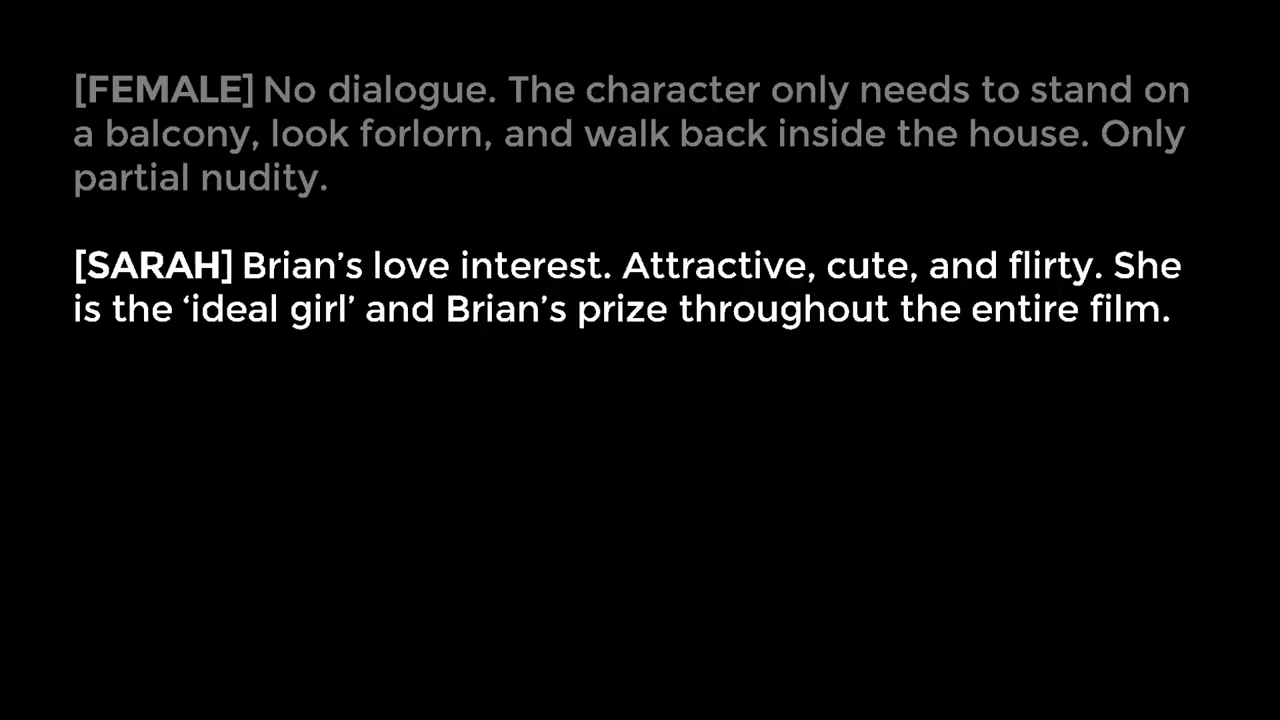 [FEMALE] No dialogue. The character only needs to stand on
a balcony, look forlorn, and walk back inside the house. Only
partial nudity.
[SARAH] Brian’s love interest. Attractive, cute, and flirty. She
is the ‘ideal girl’ and Brian’s prize throughout the entire film.